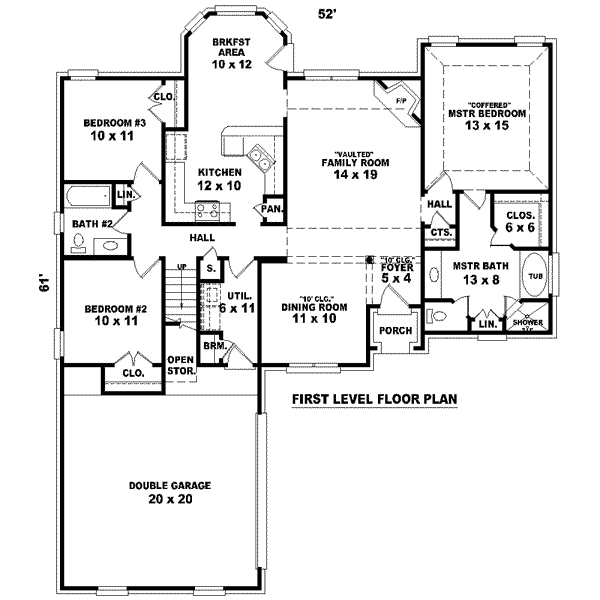 52'
BRKFST
AREA
10 x 12
CLO.
BEDROOM #3
10 x 11
KITCHEN
12 x 10
F/P
"VAULTED"
FAMILY ROOM
14 x 19
"COFFERED"
MSTR BEDROOM
13 x 15
LIN.
BATH #2
PAN.
HALL
HALL
CTS.
CLOS.
6 x 6
61'
UP
S.
UTIL.
6 x 11
"10' CLG."
FOYER
5 x 4
MSTR BATH
13 x 8
TUB
BEDROOM #2
10 x 11
"10' CLG."
DINING ROOM
11 x 10
PORCH
LIN.
SHOWER
BRM.
OPEN
STOR.
CLO.
FIRST LEVEL FLOOR PLAN
DOUBLE GARAGE
20 x 20